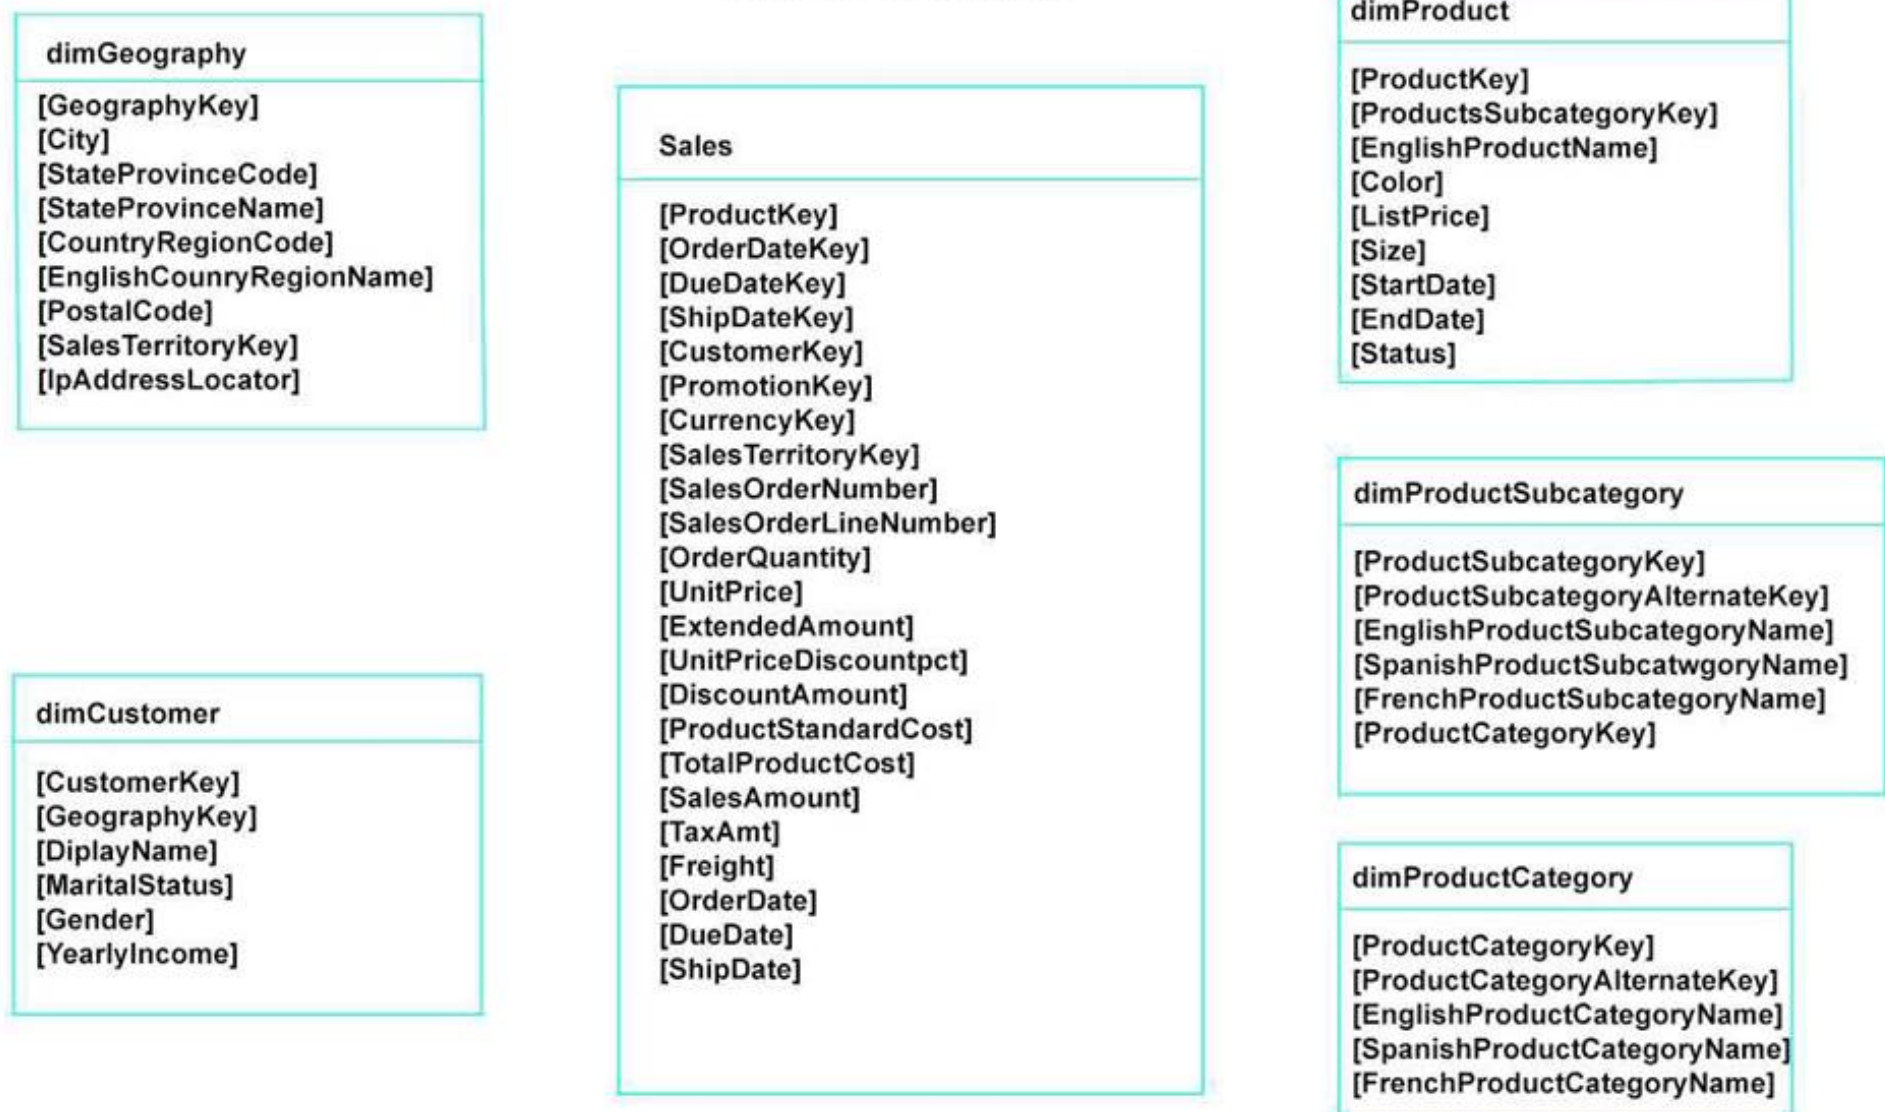 dimGeography
[GeographyKey]
[City]
[StateProvinceCode]
[StateProvinceName]
[CountryRegionCode]
[EnglishCounryRegionName]
[PostalCode]
[SalesTerritoryKey]
[IpAddressLocator]
dimCustomer
[CustomerKey]
[GeographyKey]
[DiplayName]
[MaritalStatus]
[Gender]
[YearlyIncome]
Sales
[ProductKey]
[OrderDateKey]
[DueDateKey]
[ShipDateKey]
[CustomerKey]
[PromotionKey]
[CurrencyKey]
[SalesTerritoryKey]
[SalesOrderNumber]
[SalesOrderLineNumber]
[OrderQuantity]
[UnitPrice]
[ExtendedAmount]
[UnitPriceDiscountpct]
[DiscountAmount]
[ProductStandardCost]
[TotalProductCost]
[SalesAmount]
[TaxAmt]
[Freight]
[OrderDate]
[DueDate]
[ShipDate]
dimProduct
[ProductKey]
[ProductsSubcategoryKey]
[EnglishProductName]
[Color]
[ListPrice]
[Size]
[StartDate]
[EndDate]
[Status]
dimProductSubcategory
[ProductSubcategoryKey]
[ProductSubcategoryAlternateKey]
[EnglishProductSubcategoryName]
[SpanishProductSubcatwgoryName]
[FrenchProductSubcategoryName]
[ProductCategoryKey]
dimProductCategory
[ProductCategoryKey]
[ProductCategoryAlternateKey]
[EnglishProductCategoryName]
[SpanishProductCategoryName]
[FrenchProductCategoryName]